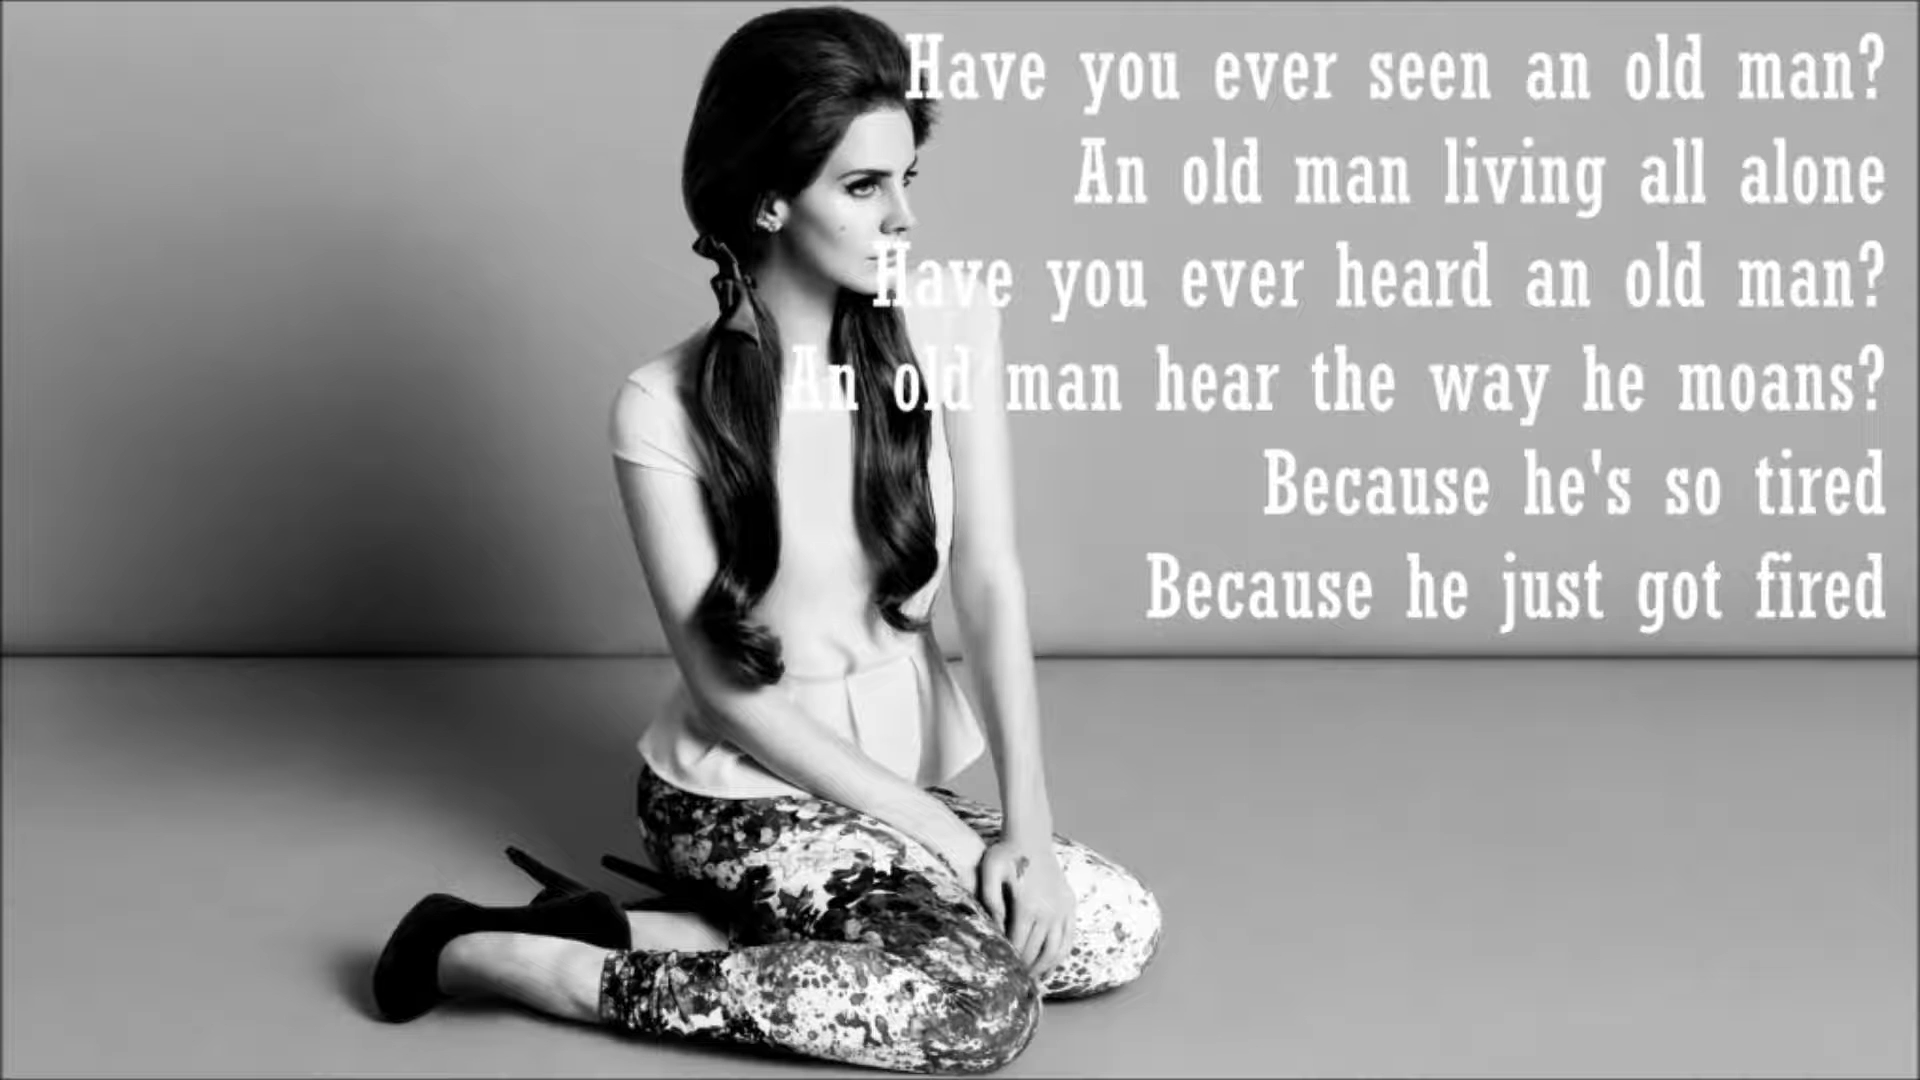 Have you ever seen an old man?
An old man living all alone
Have you ever heard an old man?
An old man hear the way he moans?
Because he's so tired
Because he just got fired